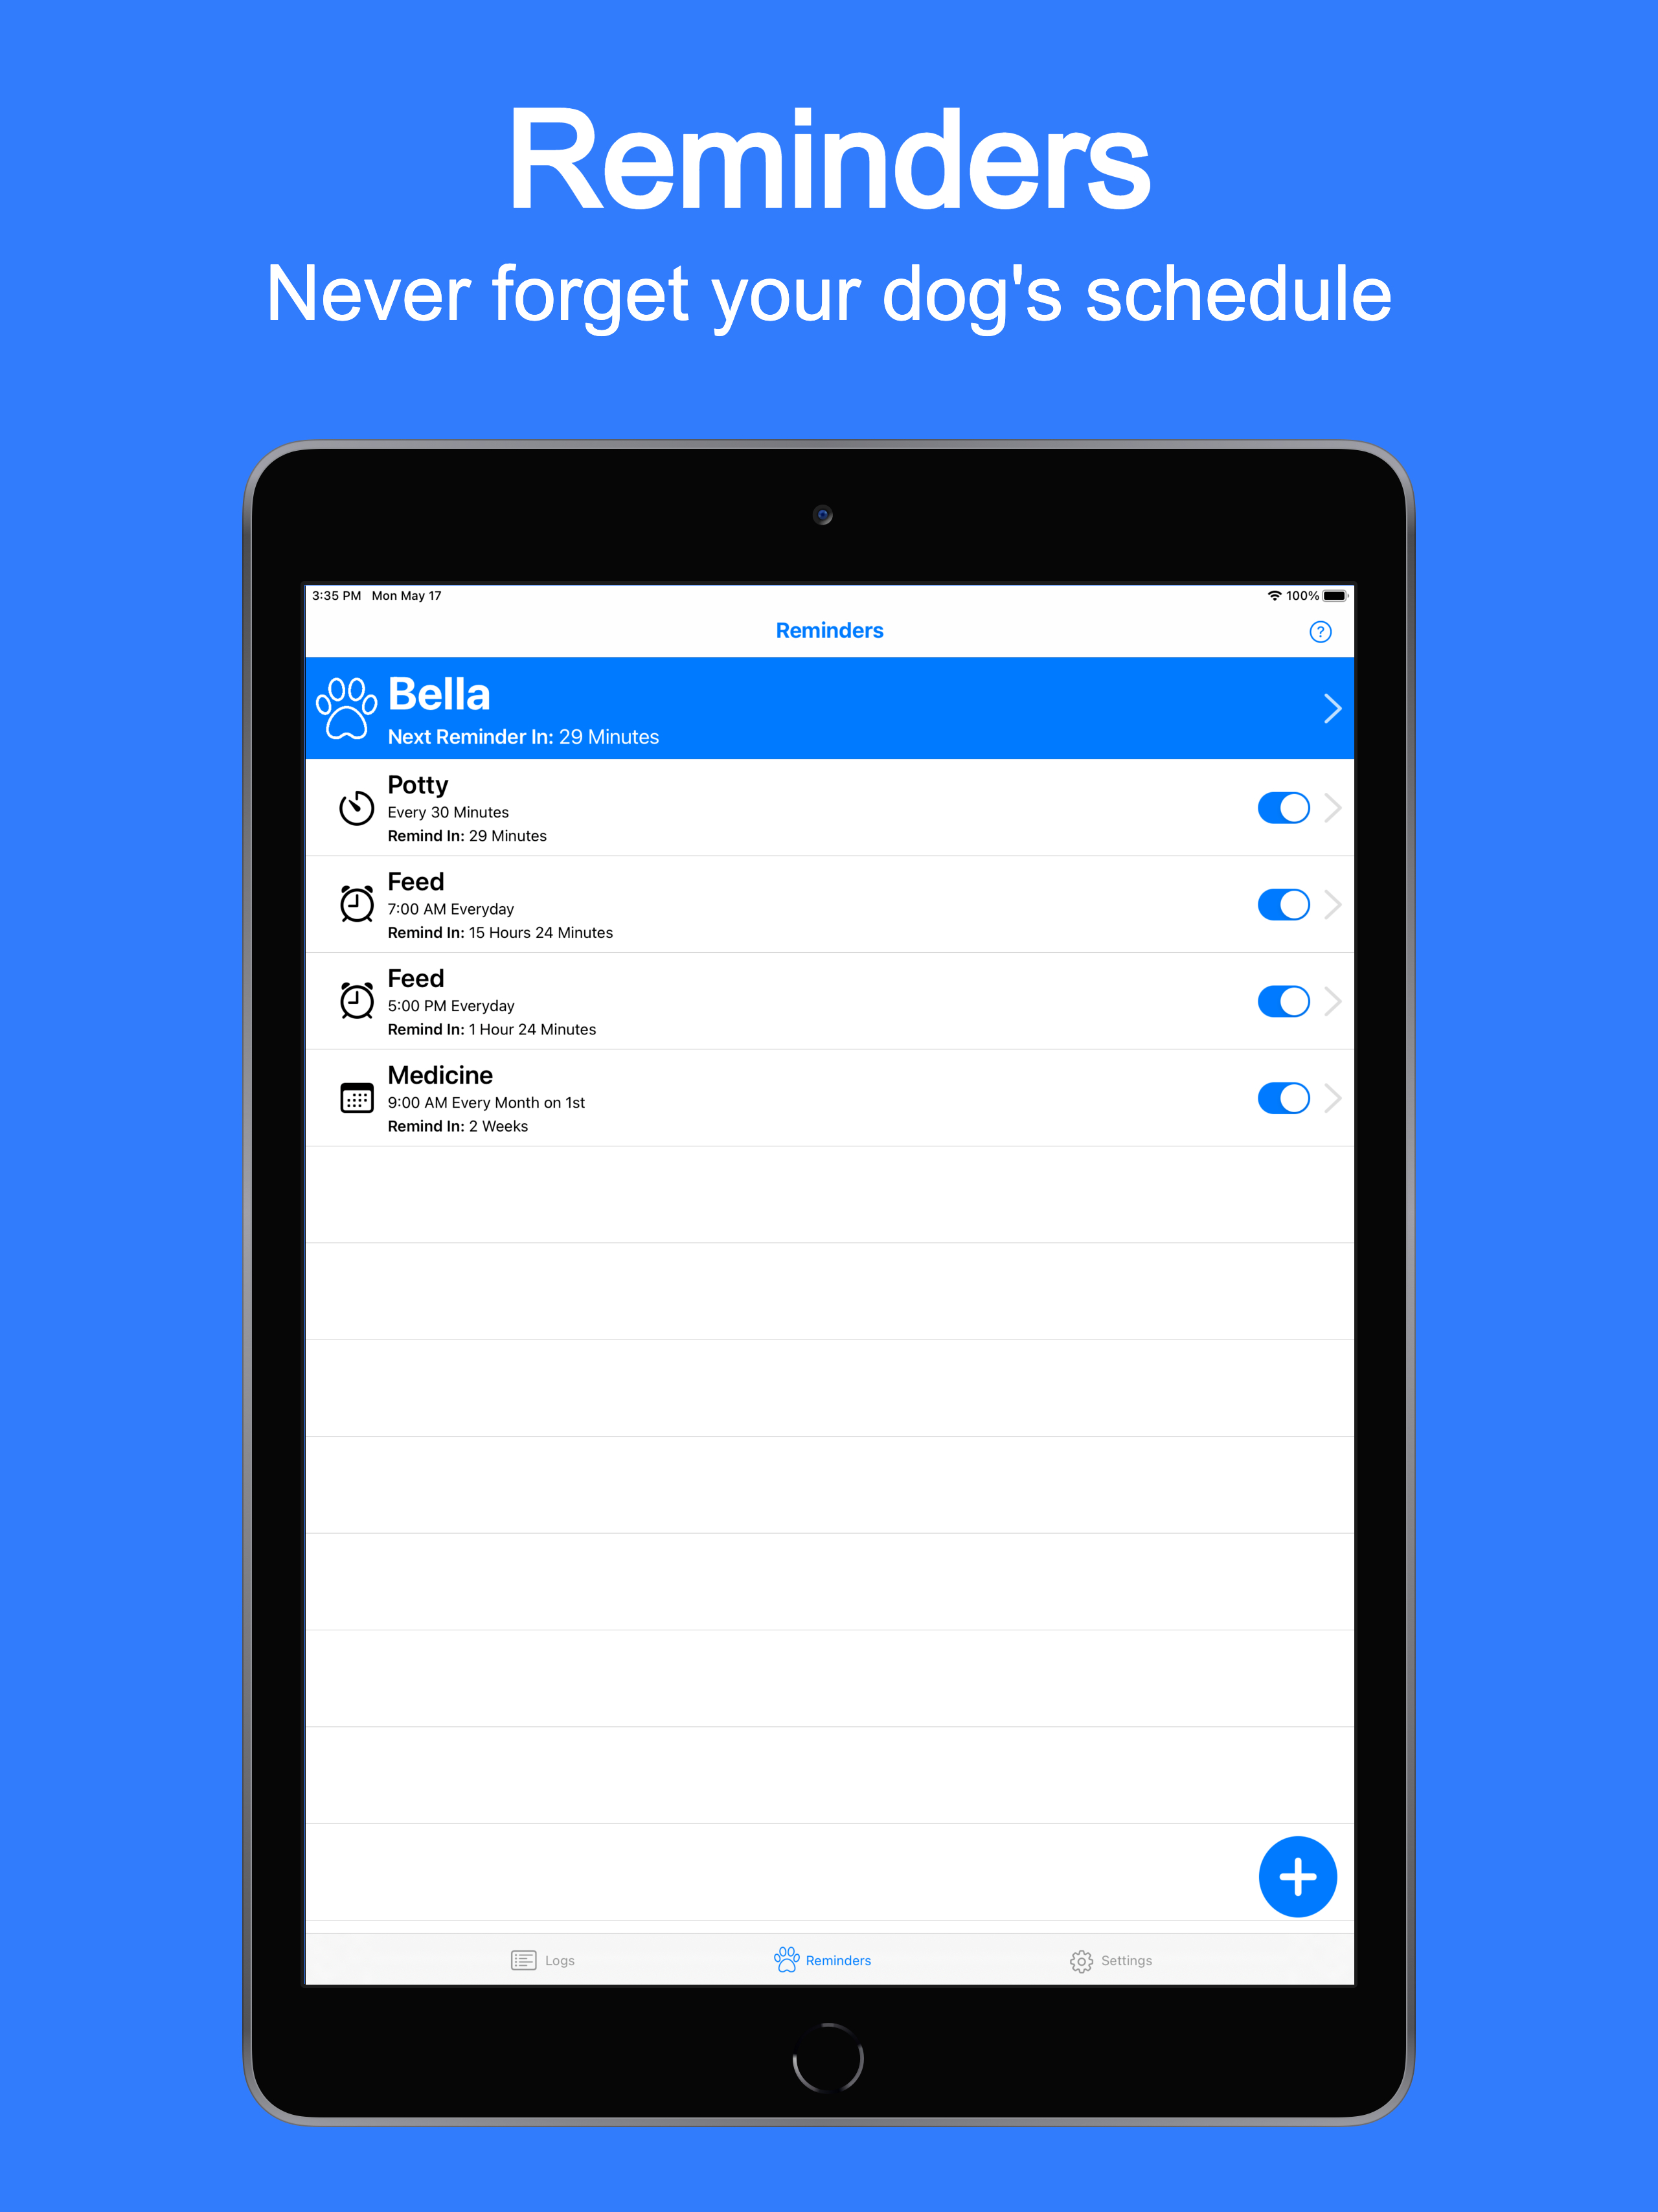 Reminders
Never forget your dog's schedule
3:35 PM Mon May 17
100%
Reminders
?
Bella
Next Reminder In: 29 Minutes
Potty
Every 30 Minutes
Remind In: 29 Minutes
Feed
7:00 AM Everyday
Remind In: 15 Hours 24 Minutes
Feed
5:00 PM Everyday
Remind In: 1 Hour 24 Minutes
Medicine
9:00 AM Every Month on 1st
Remind In: 2 Weeks
Logs
Reminders
Settings